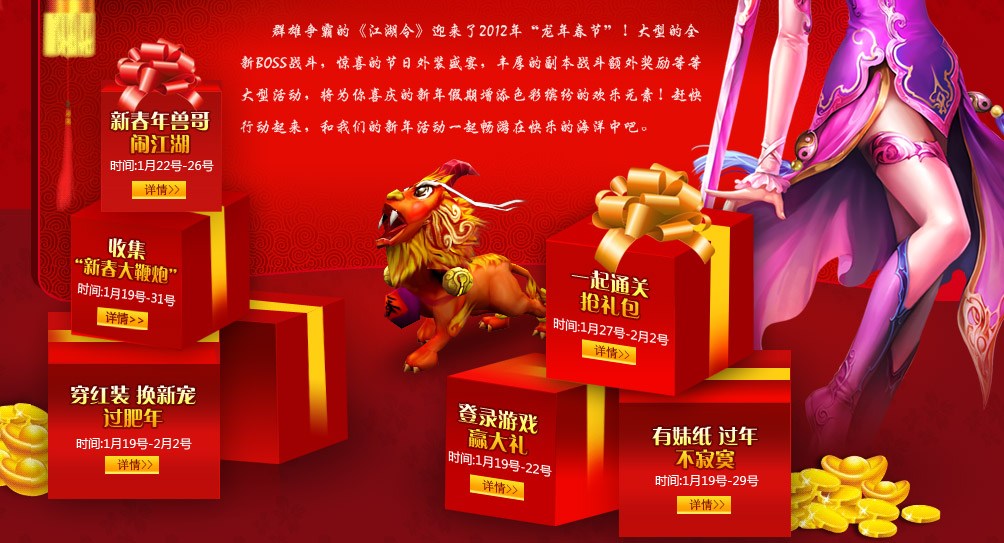 群雄争霸的《江湖令》迎来了2012年“龙年春节”！大型的全
新BOSS战斗，惊喜的节日外装盛宴，丰厚的副本战斗额外奖励等等
大型活动，将为你喜庆的新年假期增添色彩缤纷的欢乐元素！赶快
行动起来，和我们的新年活动一起畅游在快乐的海洋中吧。
新春年兽哥
闹江湖
时间:1月22号-26号
详情>>
收集
“新春大鞭炮”
时间:1月19号-31号
详情>>
穿红装 换新宠
过肥年
时间:1月19号-2月2号
详情>>
一起通关
抢礼包
时间:1月27号-2月2号
详情>>
登录游戏
赢大礼
时间:1月19号-22号
详情>>
有妹纸 过年
不寂寞
时间:1月19号-29号
详情>>